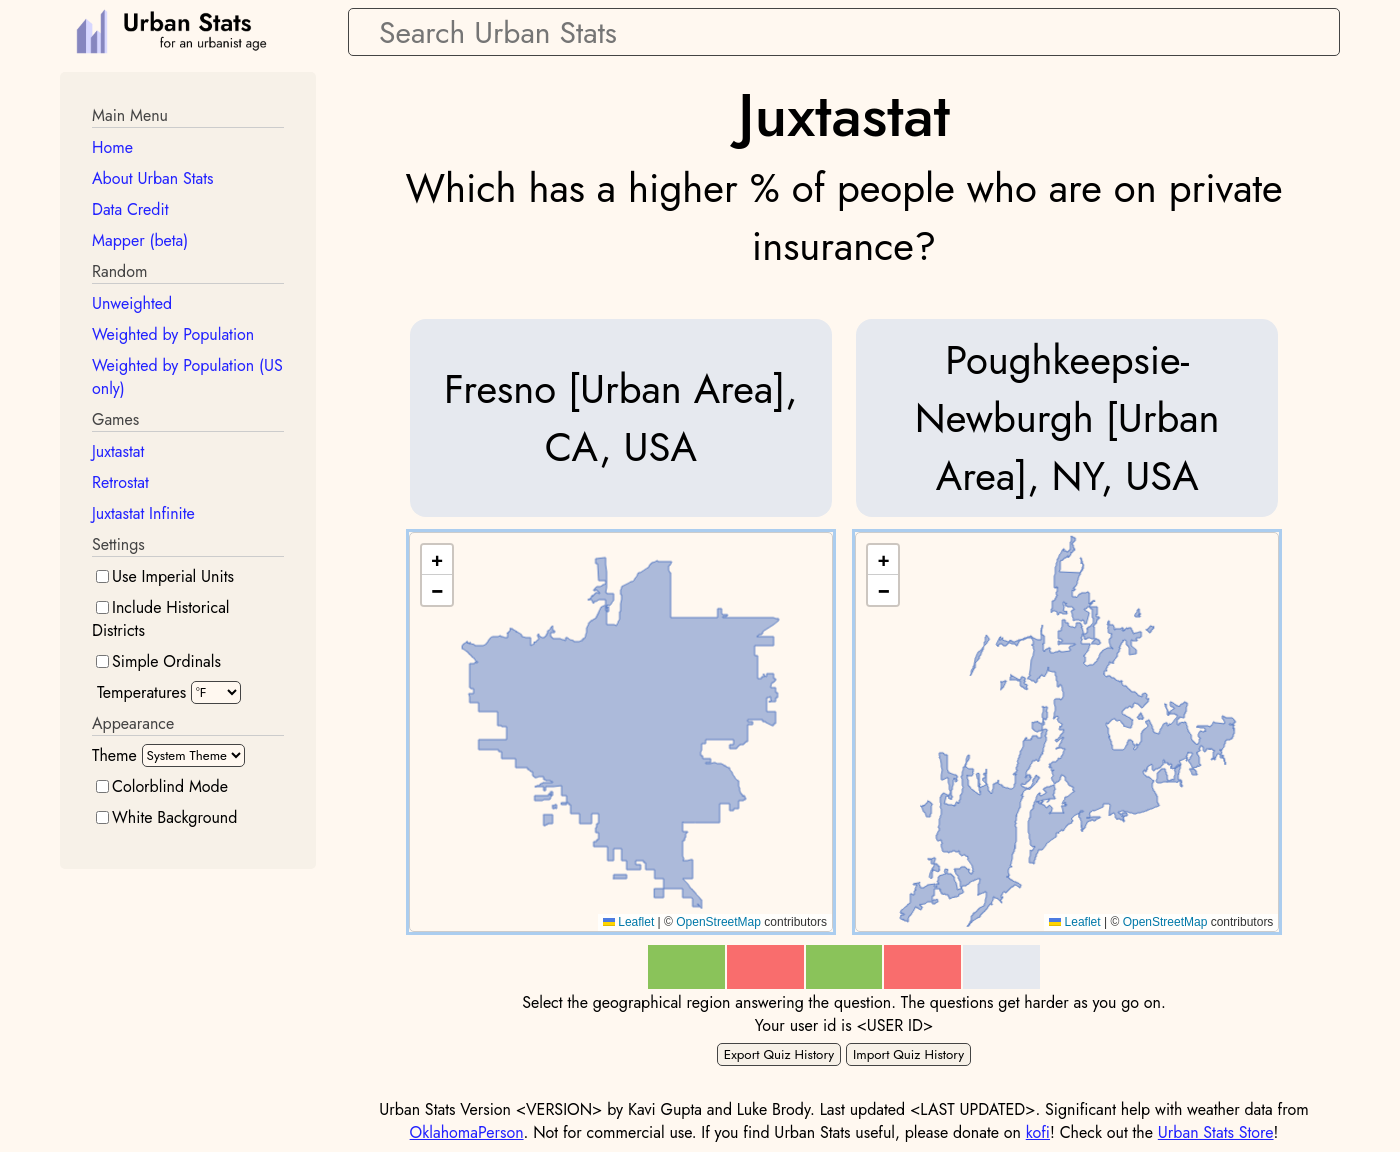 Urban Stats
for an urbanist age
Search Urban Stats
Main Menu
Home
About Urban Stats
Data Credit
Mapper (beta)
Random
Unweighted
Weighted by Population
Weighted by Population (US
only)
Games
Juxtastat
Retrostat
Juxtastat Infinite
Settings
Use Imperial Units
Include Historical
Districts
Simple Ordinals
Temperatures °F
Appearance
Theme System Theme
Colorblind Mode
White Background
Juxtastat
Which has a higher % of people who are on private
insurance?
Fresno [Urban Area],
CA, USA
Poughkeepsie-
Newburgh [Urban
Area], NY, USA
+
−
Leaflet | © OpenStreetMap contributors
+
−
Leaflet | © OpenStreetMap contributors
Select the geographical region answering the question. The questions get harder as you go on.
Your user id is <USER ID>
Export Quiz History Import Quiz History
Urban Stats Version <VERSION> by Kavi Gupta and Luke Brody. Last updated <LAST UPDATED>. Significant help with weather data from
OklahomaPerson. Not for commercial use. If you find Urban Stats useful, please donate on kofi! Check out the Urban Stats Store!